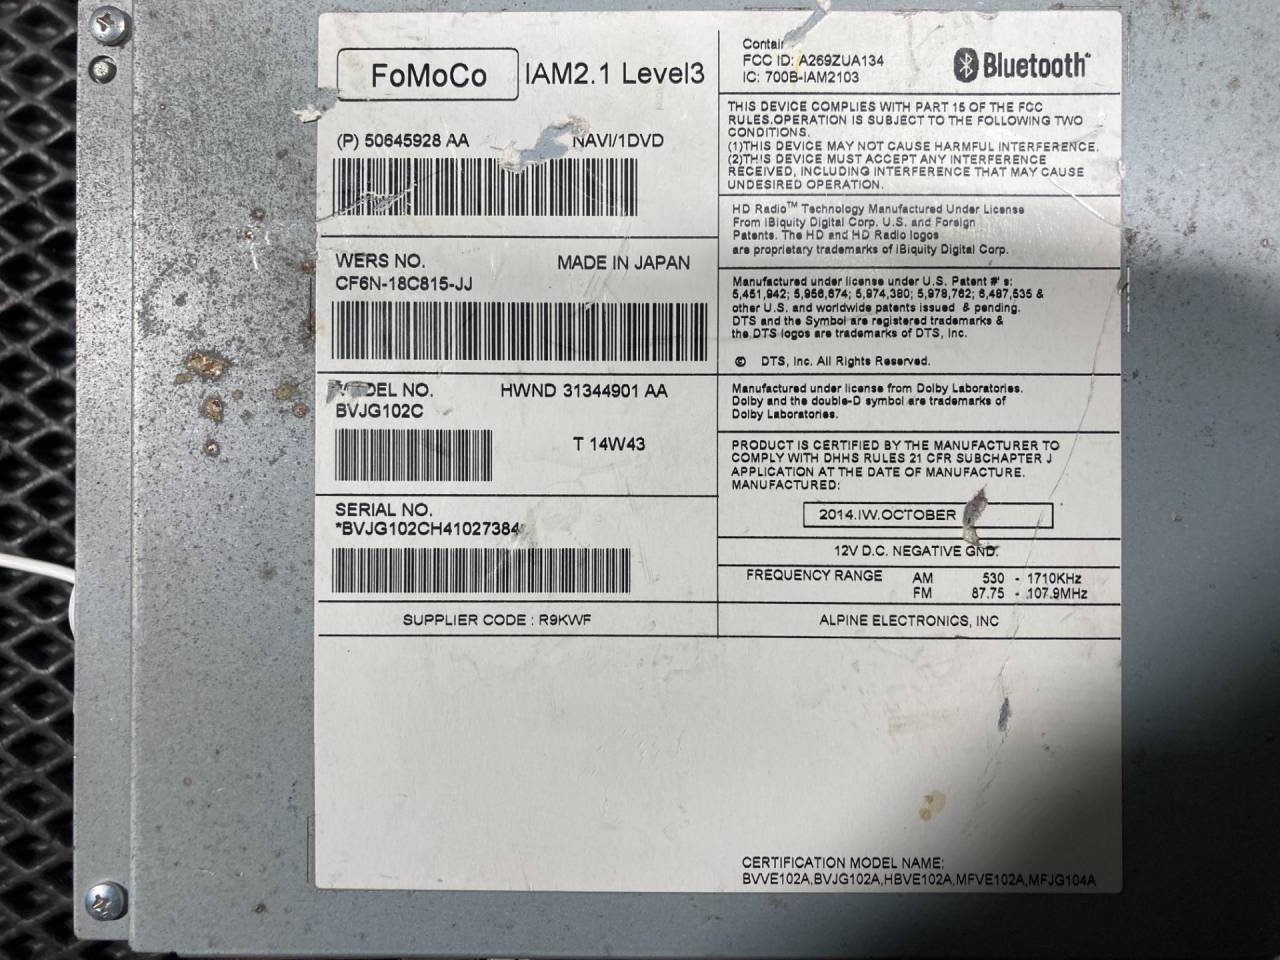 FoMoCo IAM2.1 Level3
(P) 50645928 AA NAVI/1DVD
WERS NO. MADE IN JAPAN
CF6N-18C815-JJ
DEL NO. HWND 31344901 AA
BVJG102C
T 14W43
SERIAL NO.
*BVJG102CH41027384
SUPPLIER CODE : R9KWF
Contai
FCC ID: A269ZUA134
IC: 700B-IAM2103
Bluetooth
THIS DEVICE COMPLIES WITH PART 15 OF THE FCC
RULES.OPERATION IS SUBJECT TO THE FOLLOWING TWO
CONDITIONS.
(1)THIS DEVICE MAY NOT CAUSE HARMFUL INTERFERENCE.
(2)THIS DEVICE MUST ACCEPT ANY INTERFERENCE
RECEIVED, INCLUDING INTERFERENCE THAT MAY CAUSE
UNDESIRED OPERATION.
HD Radio™ Technology Manufactured Under License
From iBiquity Digital Corp. U.S. and Foreign
Patents. The HD and HD Radio logos
are proprietary trademarks of iBiquity Digital Corp.
Manufactured under license under U.S. Patent #'s:
5,451,942; 5,956,674; 5,974,380; 5,978,762; 6,487,535 &
other U.S. and worldwide patents issued & pending.
DTS and the Symbol are registered trademarks &
the DTS logos are trademarks of DTS, Inc.
© DTS, Inc. All Rights Reserved.
Manufactured under license from Dolby Laboratories.
Dolby and the double-D symbol are trademarks of
Dolby Laboratories.
PRODUCT IS CERTIFIED BY THE MANUFACTURER TO
COMPLY WITH DHHS RULES 21 CFR SUBCHAPTER J
APPLICATION AT THE DATE OF MANUFACTURE.
MANUFACTURED:
2014.IW.OCTOBER
12V D.C. NEGATIVE GND.
FREQUENCY RANGE AM 530 - 1710KHz
FM 87.75 - 107.9MHz
ALPINE ELECTRONICS, INC
CERTIFICATION MODEL NAME:
BVVE102A,BVJG102A,HBVE102A,MFVE102A,MFJG104A